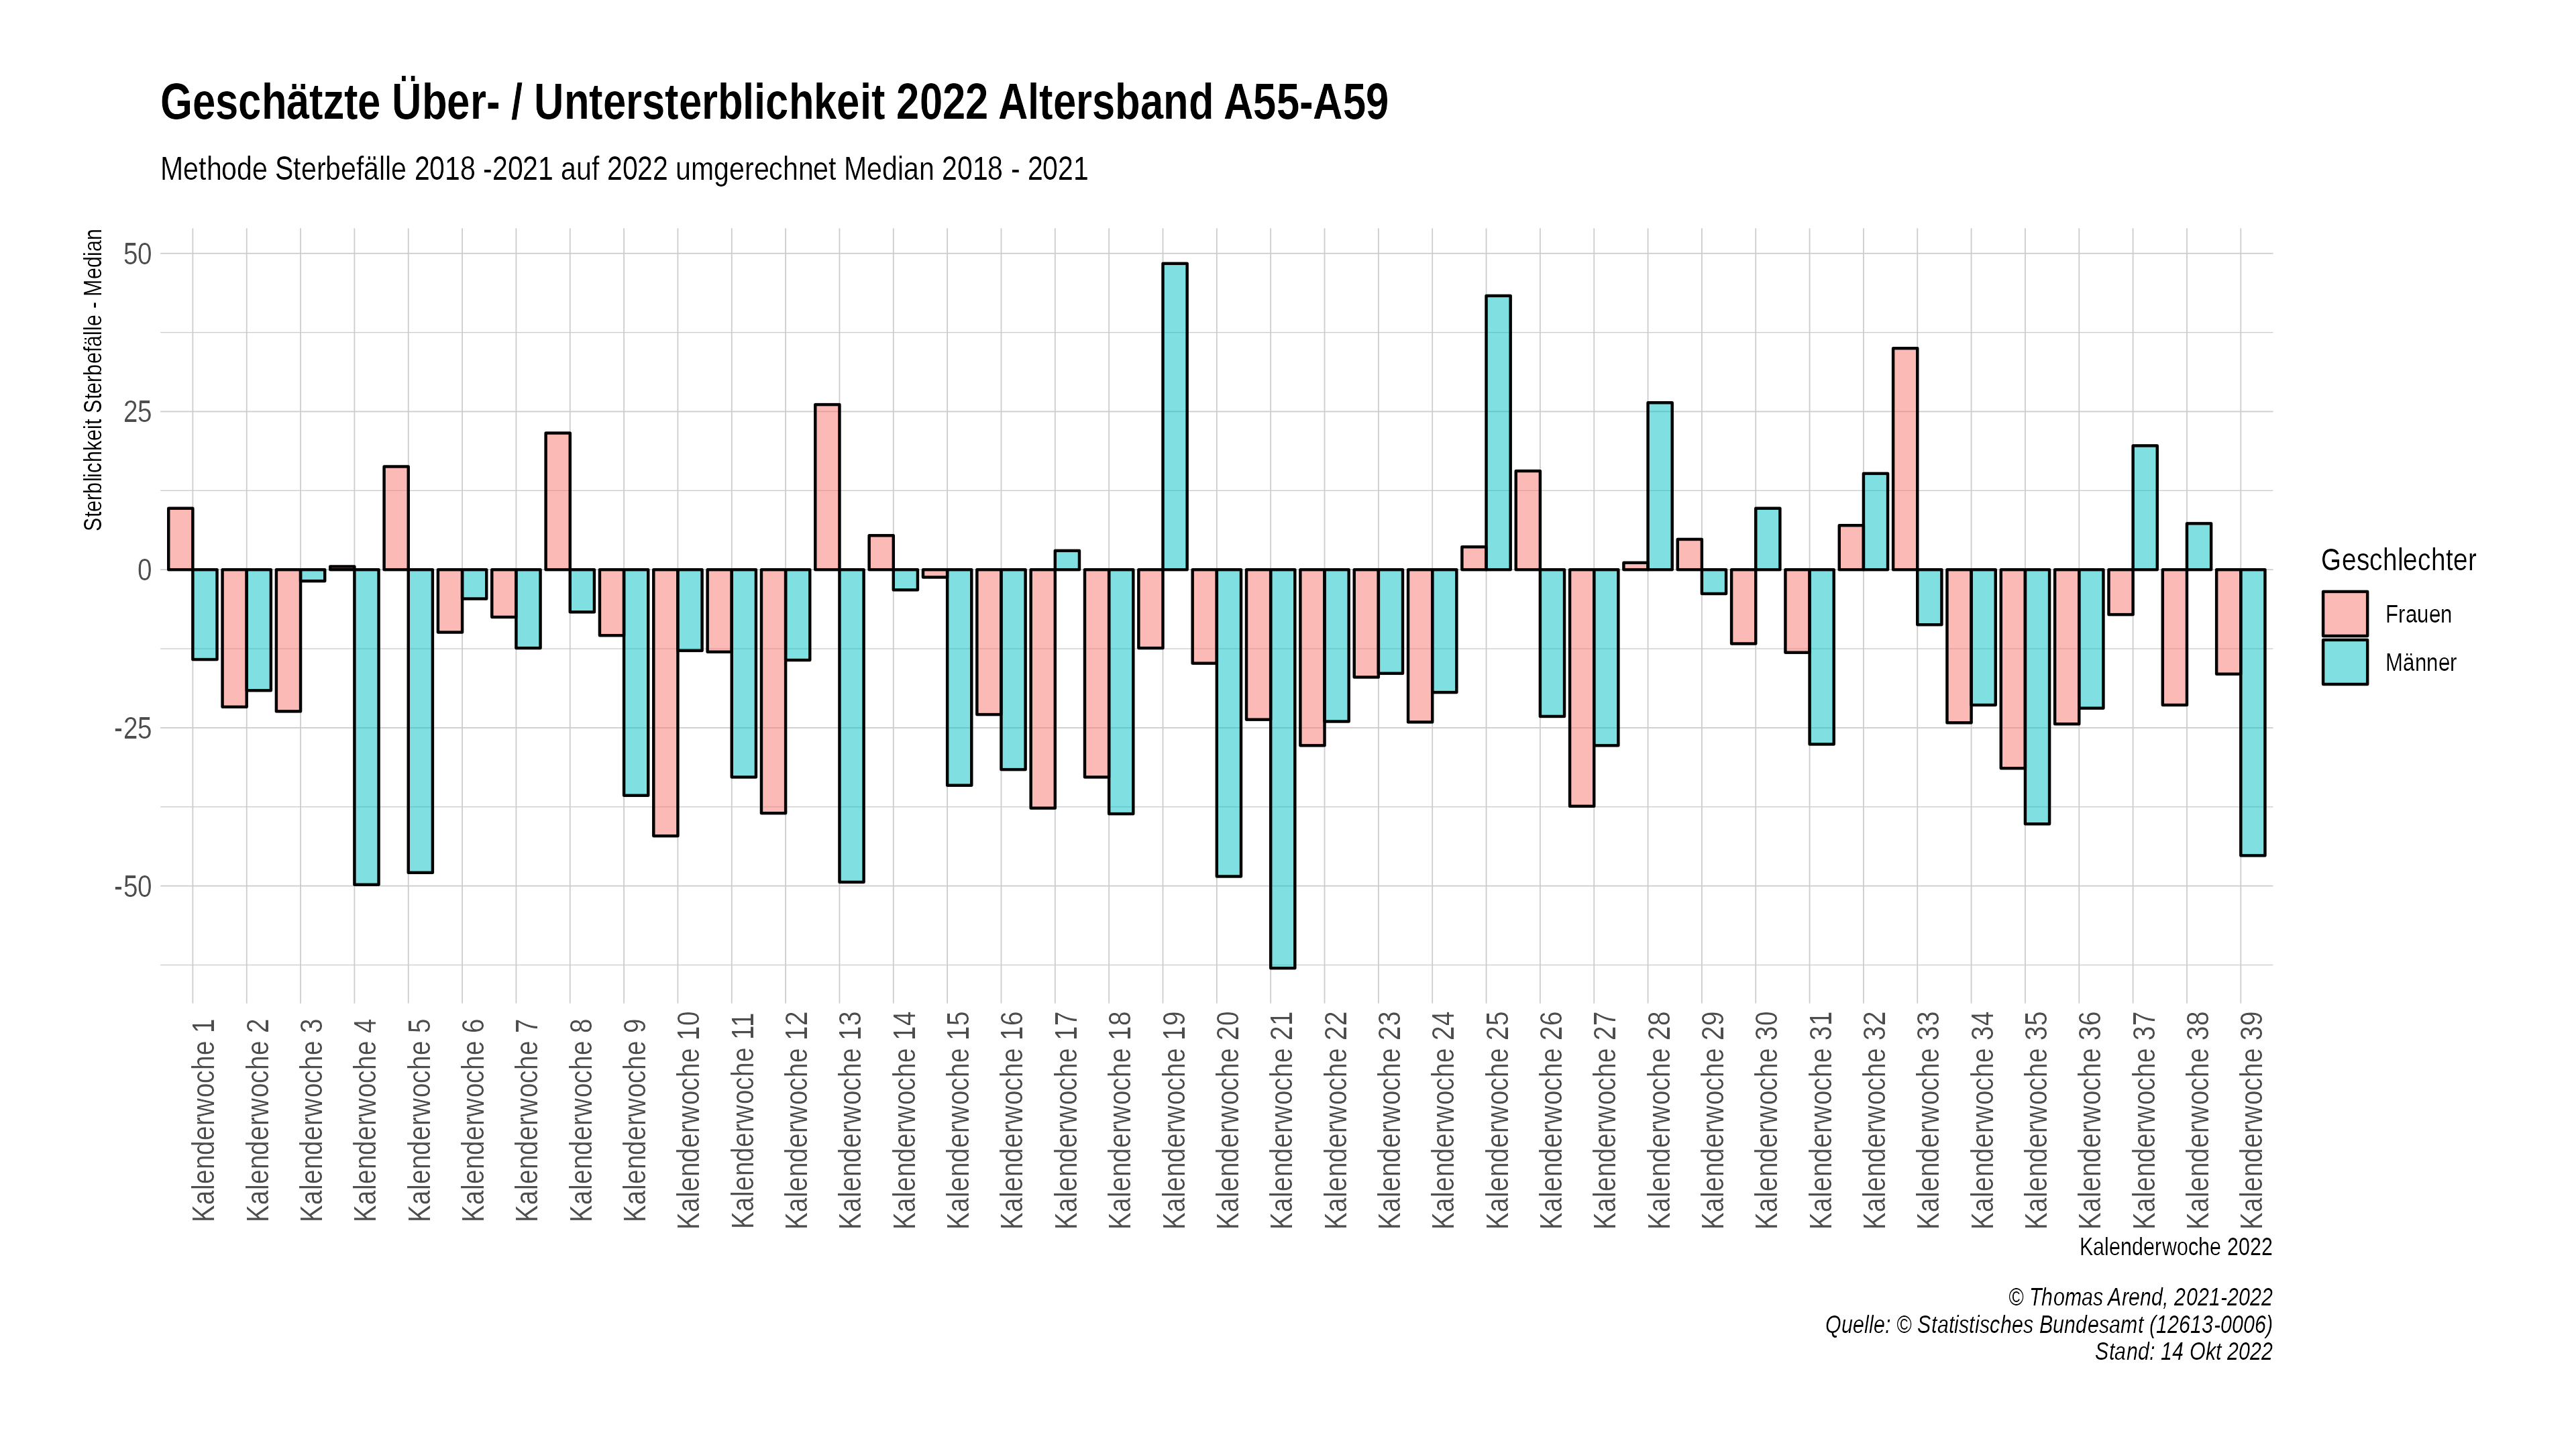 Geschätzte Über- / Untersterblichkeit 2022 Altersband A55-A59
Methode Sterbefälle 2018 -2021 auf 2022 umgerechnet Median 2018 - 2021
Sterblichkeit Sterbefälle - Median
50
25
0
-25
-50
Kalenderwoche 1
Kalenderwoche 2
Kalenderwoche 3
Kalenderwoche 4
Kalenderwoche 5
Kalenderwoche 6
Kalenderwoche 7
Kalenderwoche 8
Kalenderwoche 9
Kalenderwoche 10
Kalenderwoche 11
Kalenderwoche 12
Kalenderwoche 13
Kalenderwoche 14
Kalenderwoche 15
Kalenderwoche 16
Kalenderwoche 17
Kalenderwoche 18
Kalenderwoche 19
Kalenderwoche 20
Kalenderwoche 21
Kalenderwoche 22
Kalenderwoche 23
Kalenderwoche 24
Kalenderwoche 25
Kalenderwoche 26
Kalenderwoche 27
Kalenderwoche 28
Kalenderwoche 29
Kalenderwoche 30
Kalenderwoche 31
Kalenderwoche 32
Kalenderwoche 33
Kalenderwoche 34
Kalenderwoche 35
Kalenderwoche 36
Kalenderwoche 37
Kalenderwoche 38
Kalenderwoche 39
Kalenderwoche 2022
Geschlechter
Frauen
Männer
© Thomas Arend, 2021-2022
Quelle: © Statistisches Bundesamt (12613-0006)
Stand: 14 Okt 2022